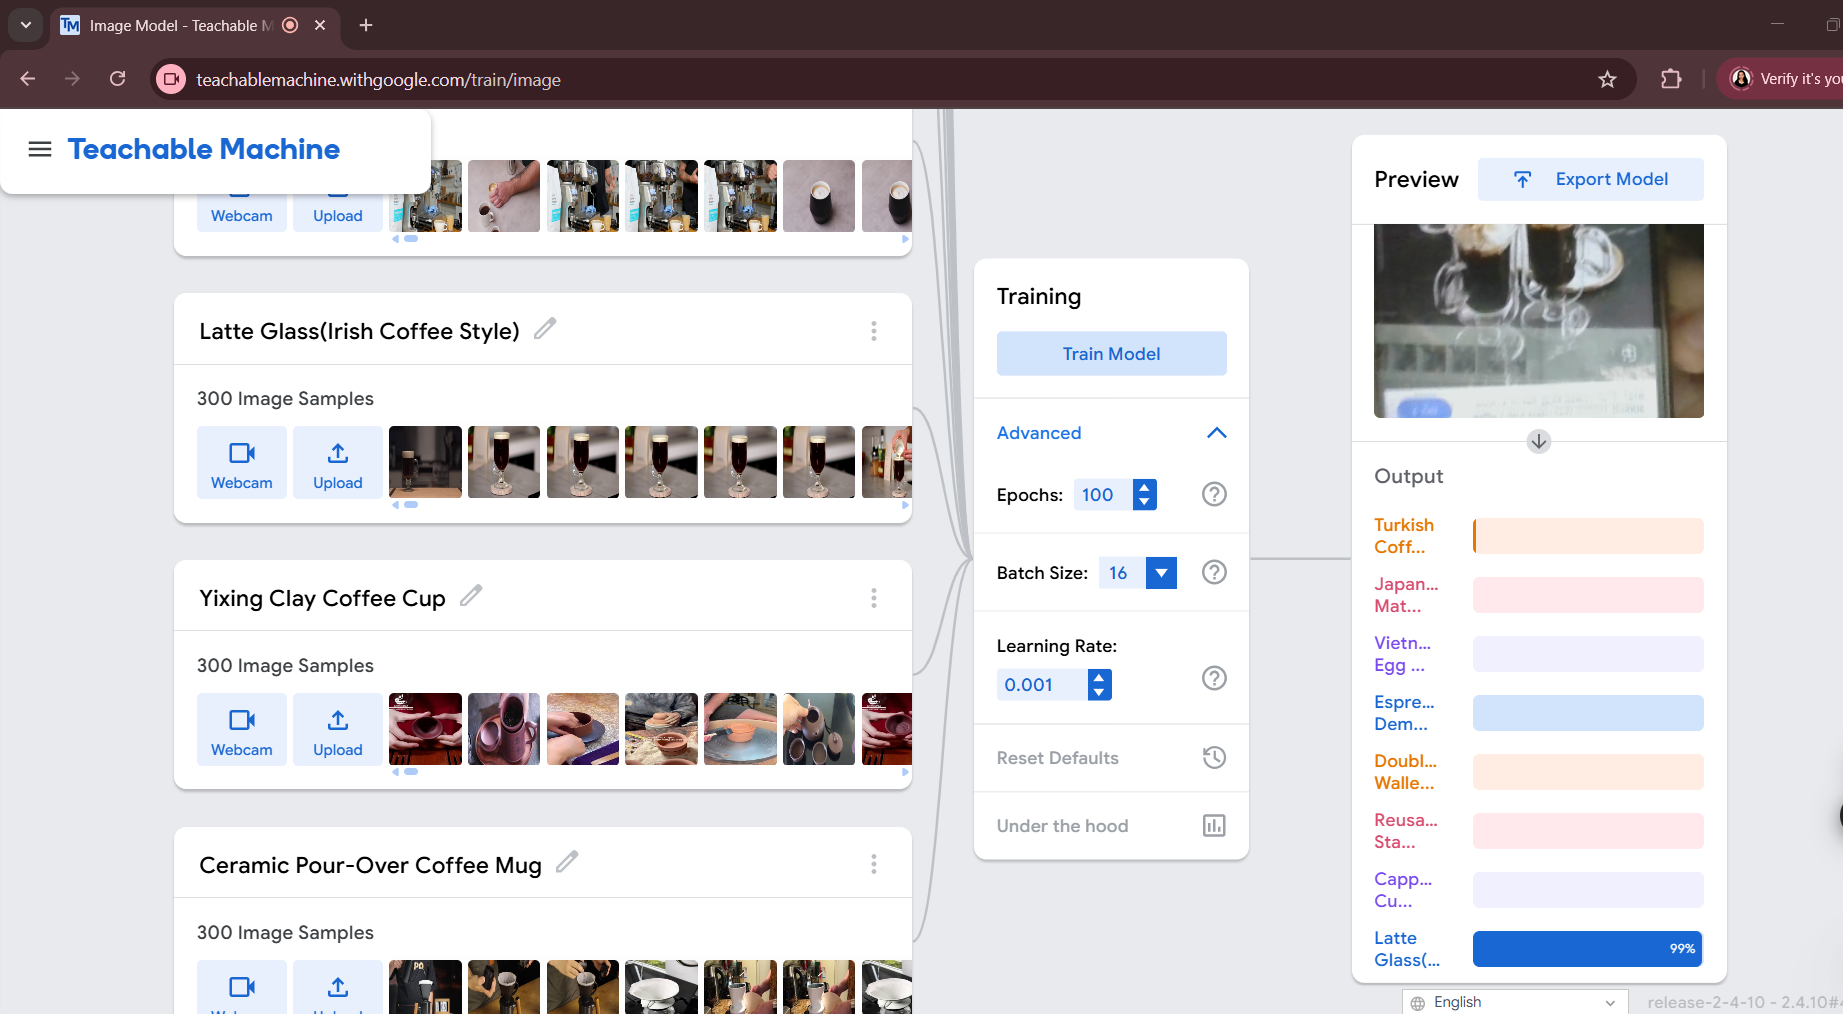 Image Model - Teachable M
teachablemachine.withgoogle.com/train/image
Verify it's you
Teachable Machine
Webcam
Upload
Latte Glass(Irish Coffee Style)
300 Image Samples
Webcam
Upload
Yixing Clay Coffee Cup
300 Image Samples
Webcam
Upload
Ceramic Pour-Over Coffee Mug
300 Image Samples
Training
Train Model
Advanced
Epochs: 100
Batch Size: 16
Learning Rate:
0.001
Reset Defaults
Under the hood
Preview
Export Model
Output
Turkish
Coff...
Japan...
Mat...
Vietn...
Egg ...
Espre...
Dem...
Doubl...
Walle...
Reusa...
Sta...
Capp...
Cu...
Latte
Glass(...
99%
English
release-2-4-10 - 2.4.10#